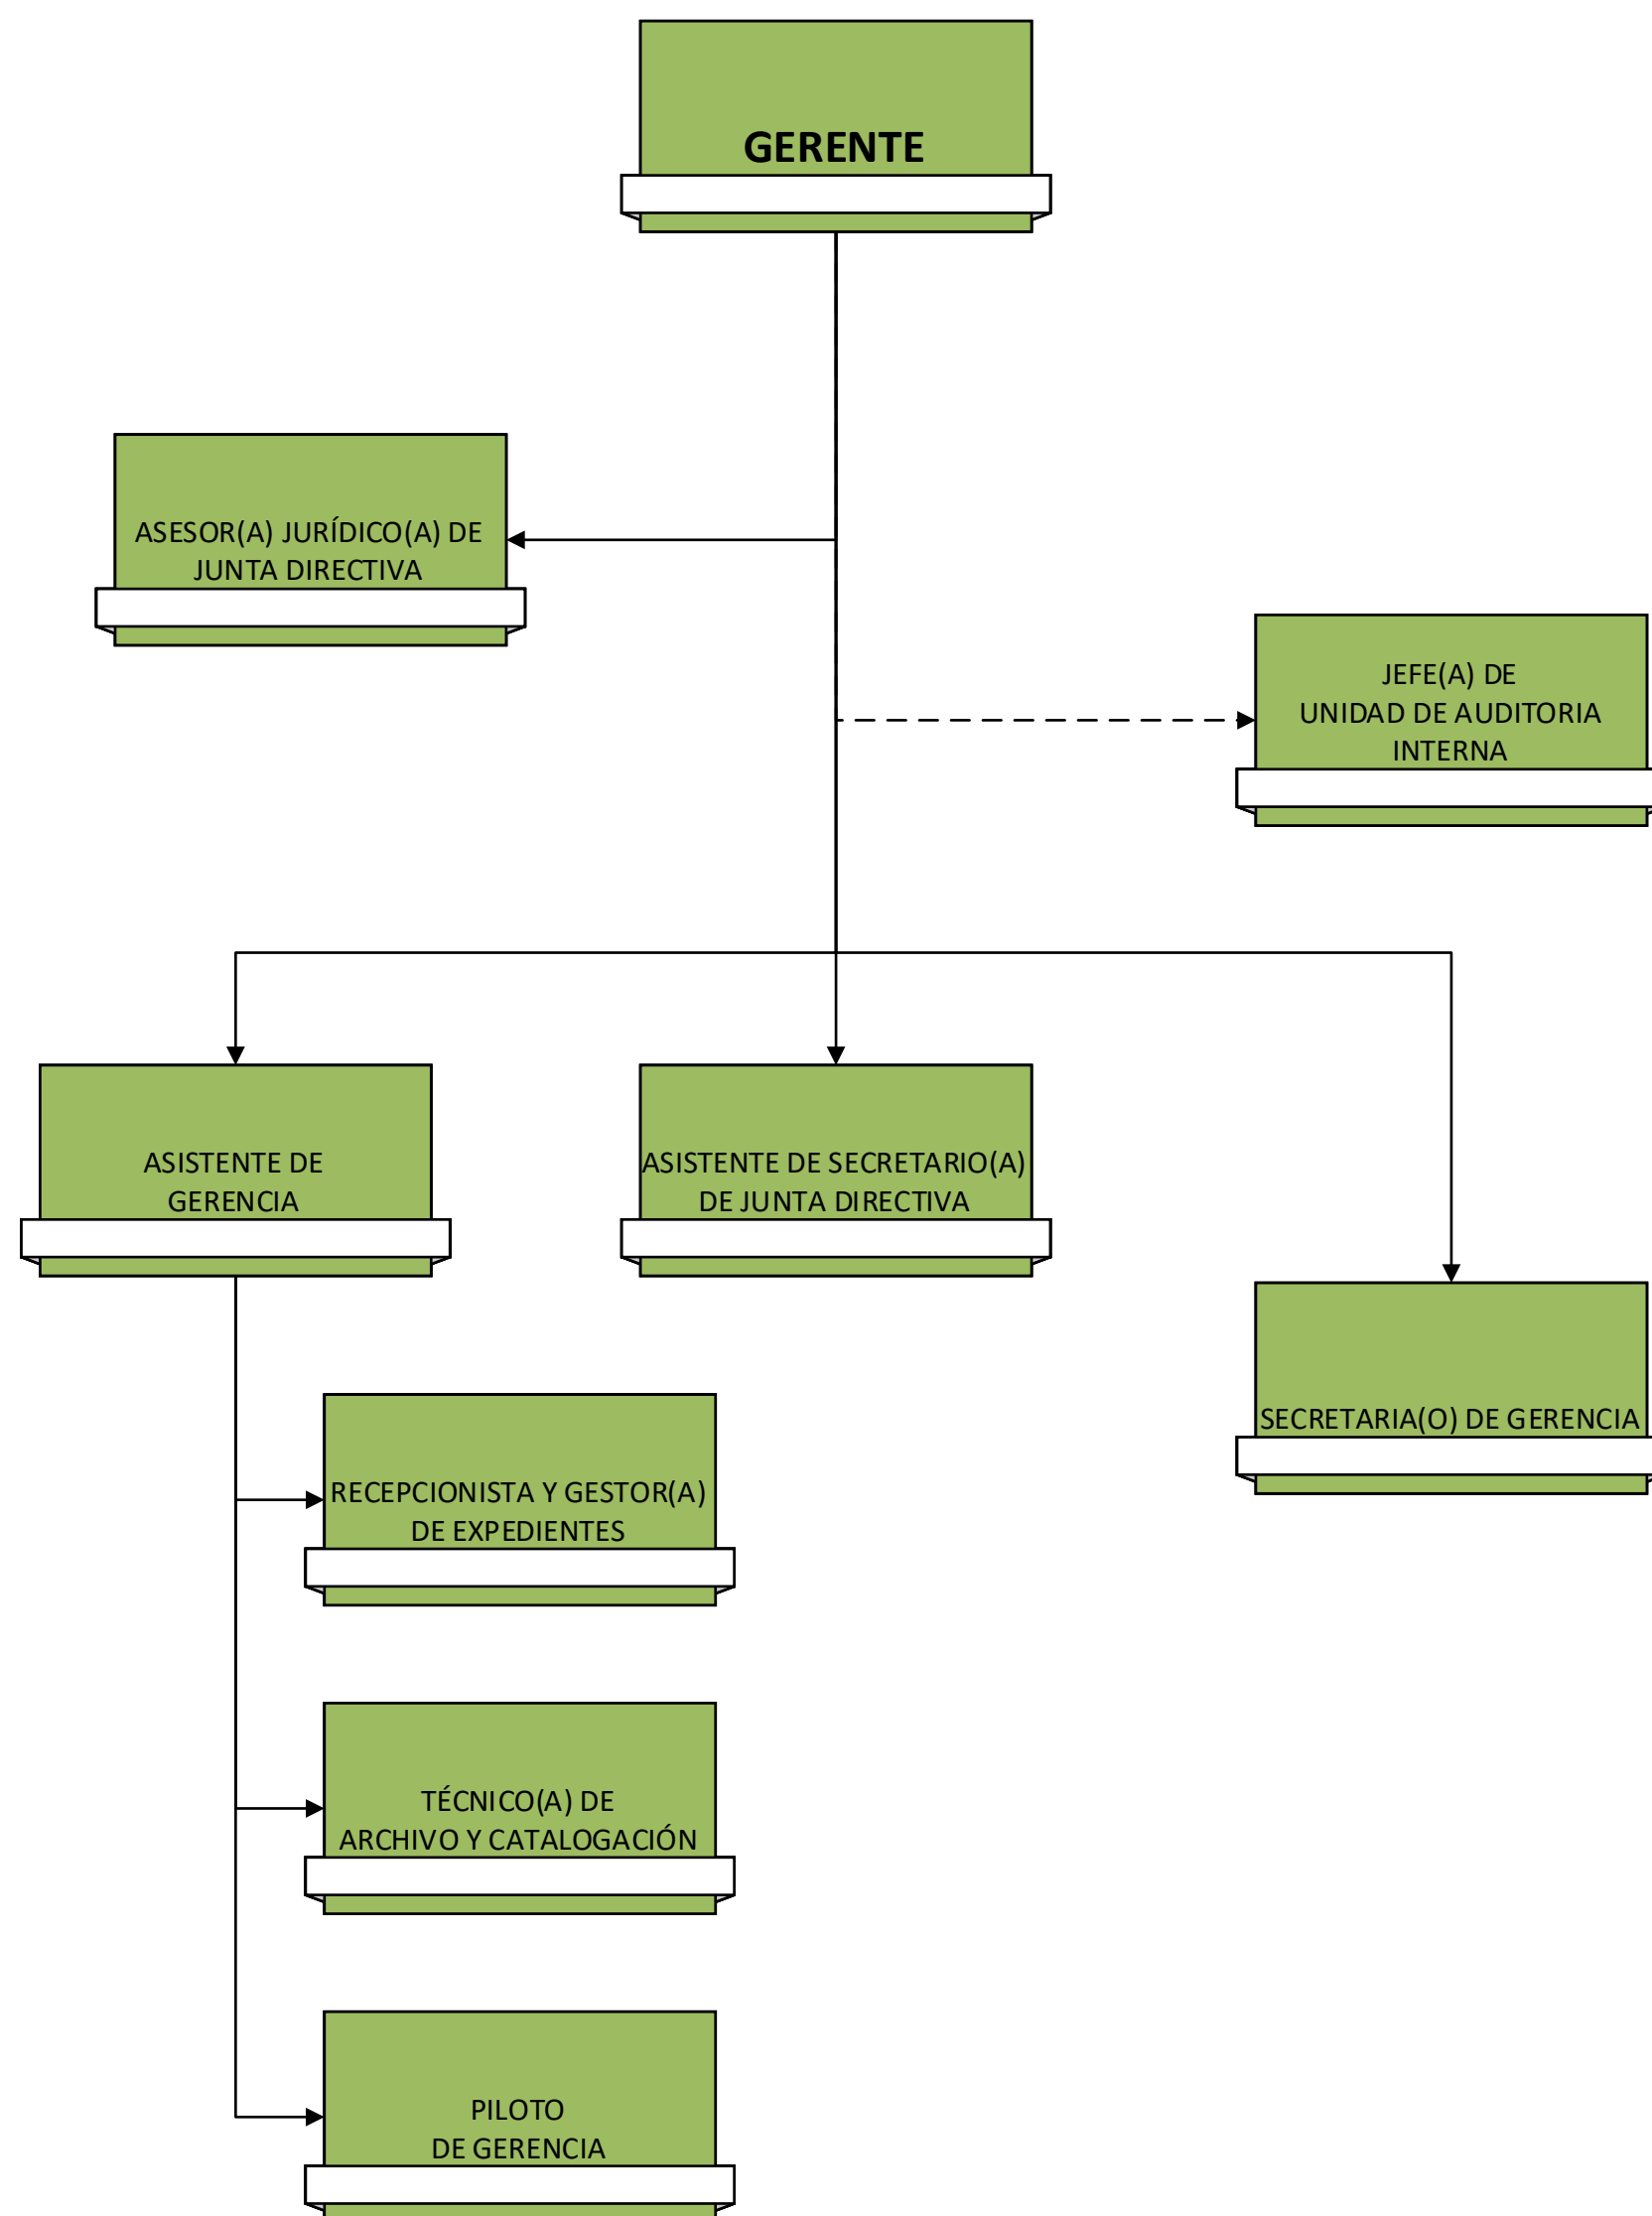 GERENTE
ASESOR(A) JURÍDICO(A) DE
JUNTA DIRECTIVA
JEFE(A) DE
UNIDAD DE AUDITORIA
INTERNA
ASISTENTE DE
GERENCIA
ASISTENTE DE SECRETARIO(A)
DE JUNTA DIRECTIVA
SECRETARIA(O) DE GERENCIA
RECEPCIONISTA Y GESTOR(A)
DE EXPEDIENTES
TÉCNICO(A) DE
ARCHIVO Y CATALOGACIÓN
PILOTO
DE GERENCIA